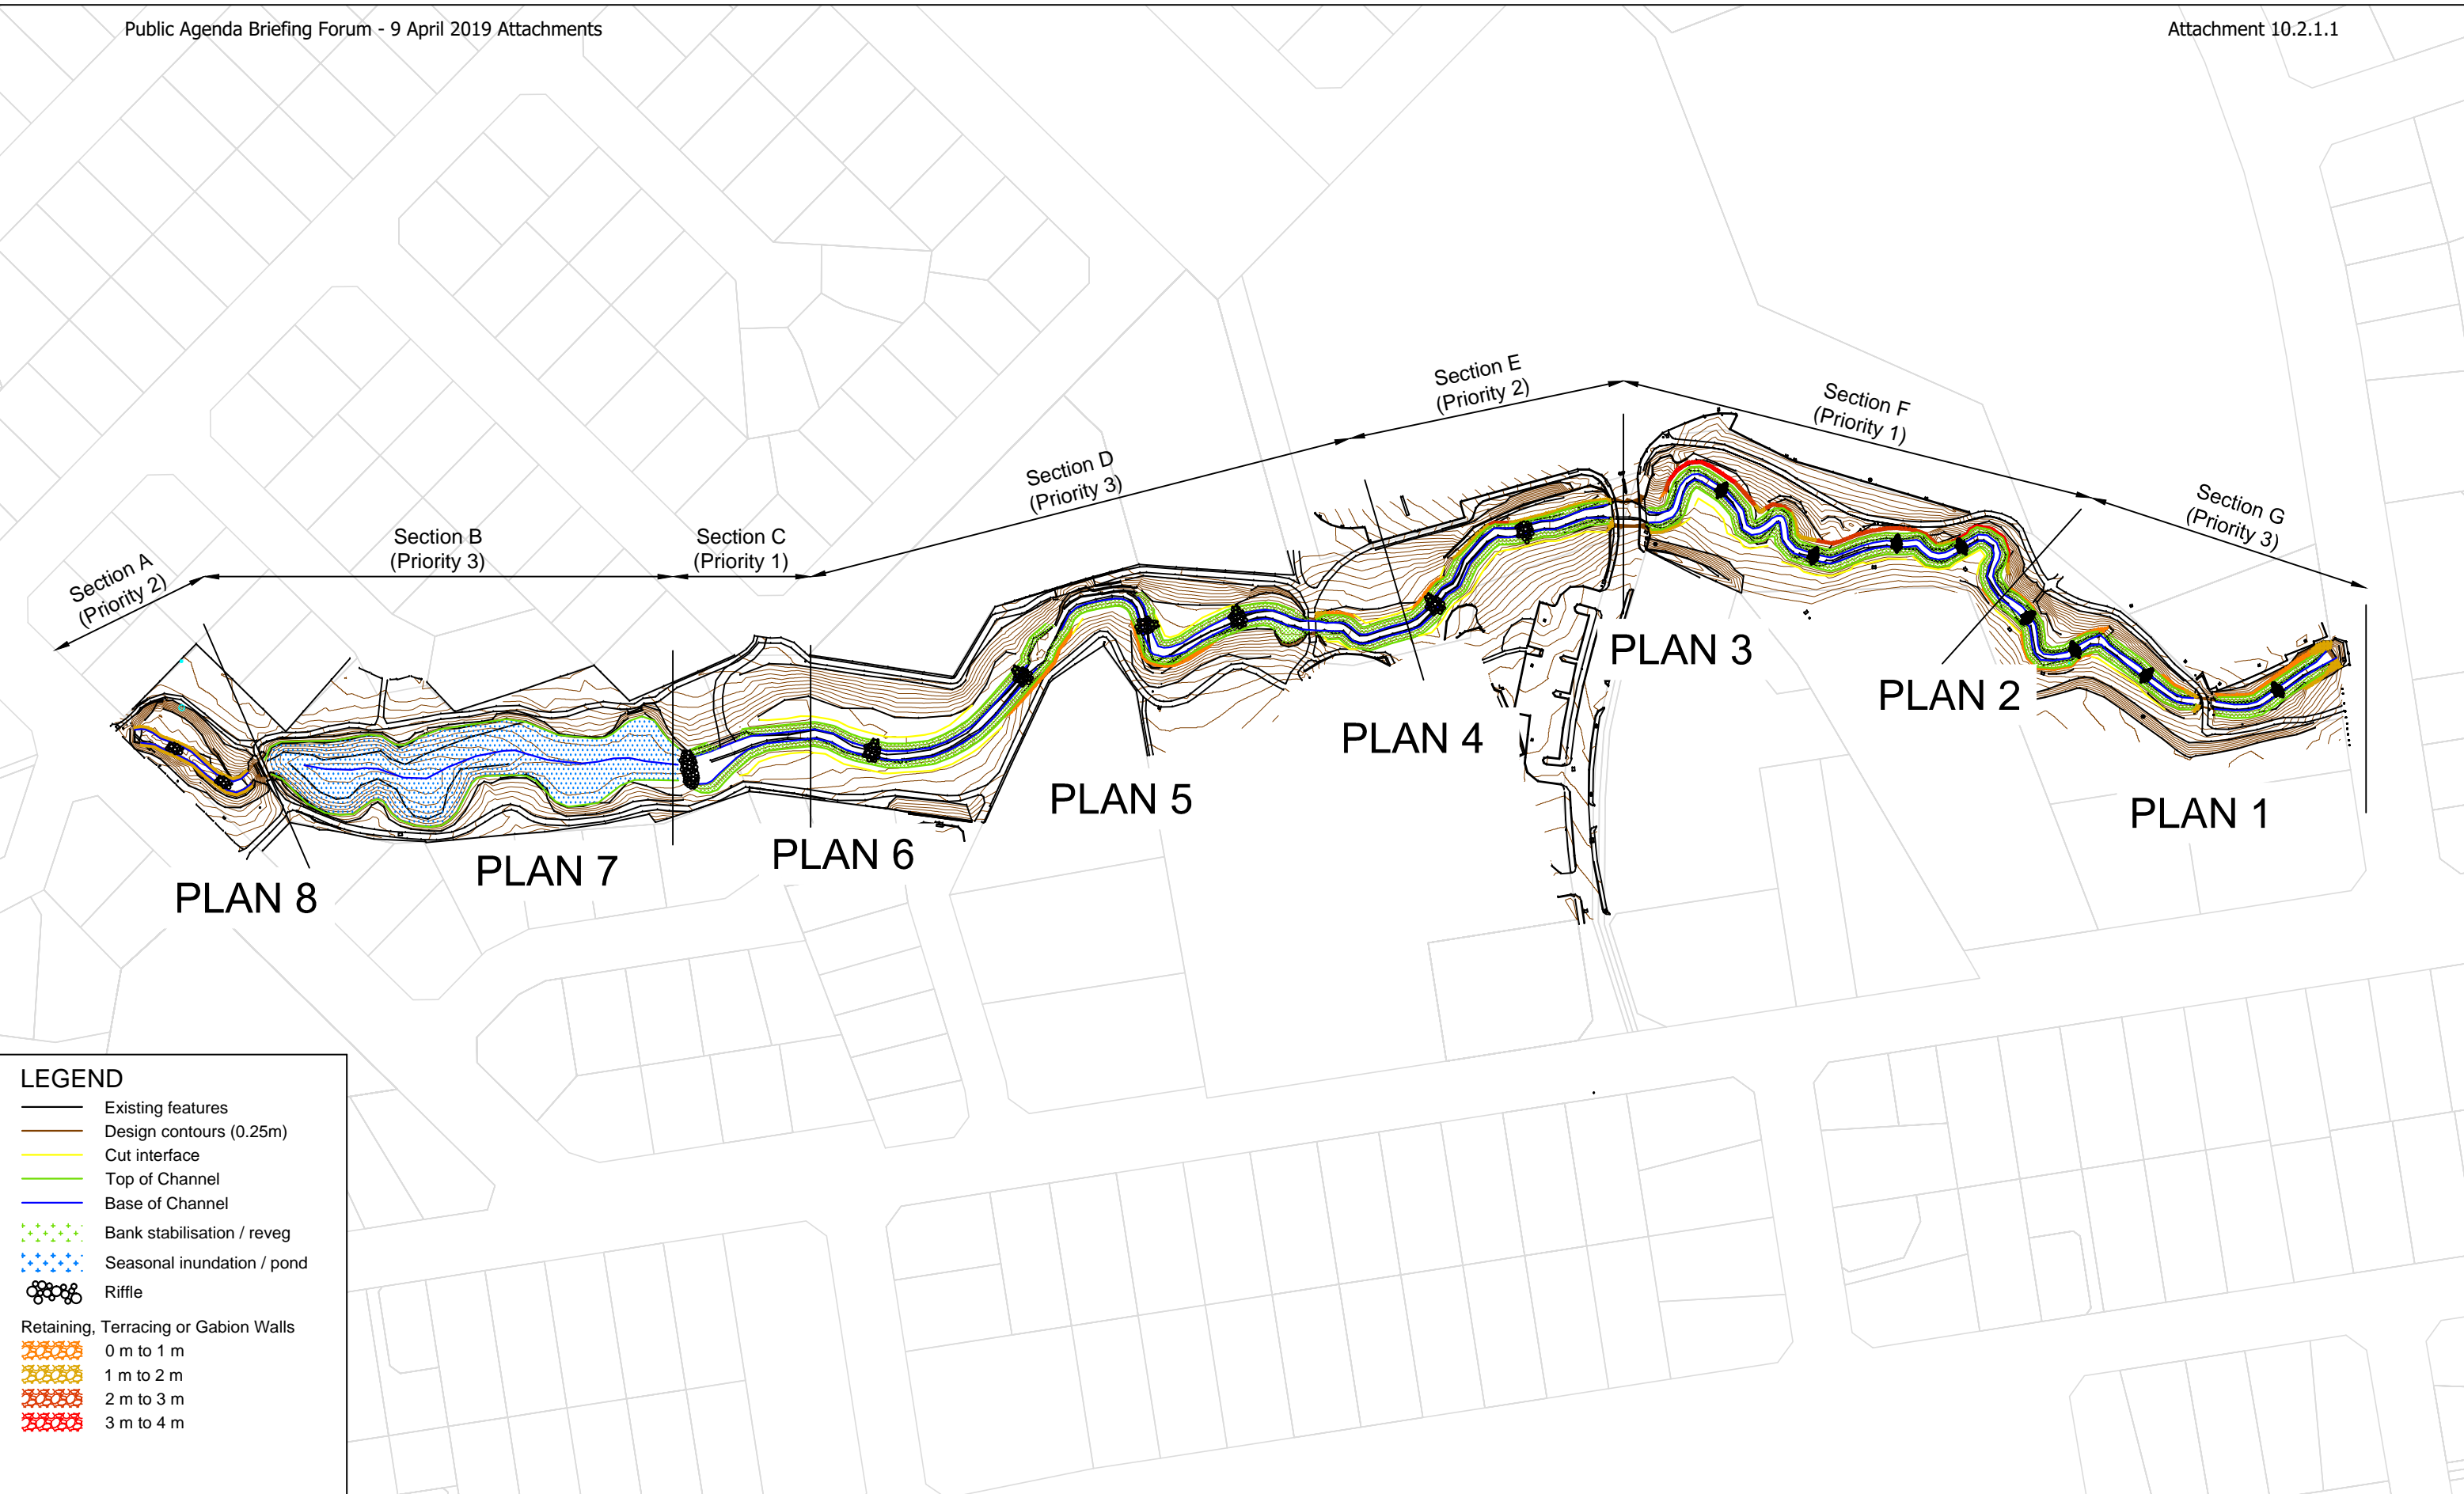 Public Agenda Briefing Forum - 9 April 2019 Attachments
Attachment 10.2.1.1
Section A
(Priority 2)
Section B
(Priority 3)
Section C
(Priority 1)
Section D
(Priority 3)
Section E
(Priority 2)
Section F
(Priority 1)
Section G
(Priority 3)
PLAN 8
PLAN 7
PLAN 6
PLAN 5
PLAN 4
PLAN 3
PLAN 2
PLAN 1
LEGEND
Existing features
Design contours (0.25m)
Cut interface
Top of Channel
Base of Channel
Bank stabilisation / reveg
Seasonal inundation / pond
Riffle
Retaining, Terracing or Gabion Walls
0 m to 1 m
1 m to 2 m
2 m to 3 m
3 m to 4 m